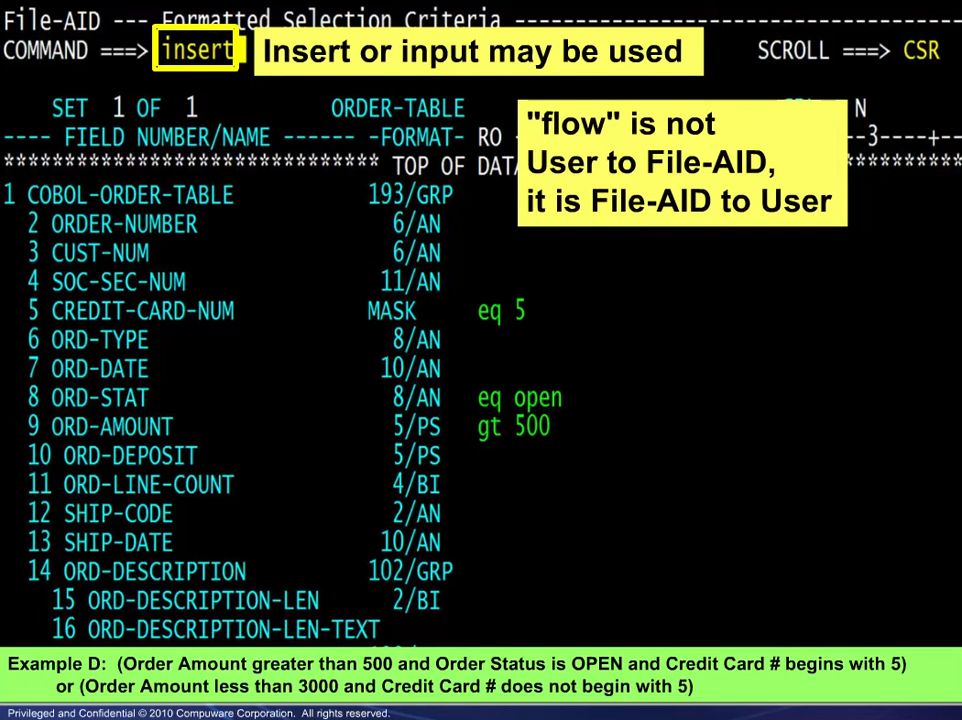 File-AID --- Formatted Selection Criteria -------------------------------------
COMMAND ===> insert Insert or input may be used SCROLL ===> CSR
SET 1 OF 1 ORDER-TABLE N
---- FIELD NUMBER/NAME ------ -FORMAT- RO --3----+--
******************************* TOP OF DATA **********
"flow" is not
User to File-AID,
it is File-AID to User
1 COBOL-ORDER-TABLE 193/GRP
2 ORDER-NUMBER 6/AN
3 CUST-NUM 6/AN
4 SOC-SEC-NUM 11/AN
5 CREDIT-CARD-NUM MASK eq 5
6 ORD-TYPE 8/AN
7 ORD-DATE 10/AN
8 ORD-STAT 8/AN eq open
9 ORD-AMOUNT 5/PS gt 500
10 ORD-DEPOSIT 5/PS
11 ORD-LINE-COUNT 4/BI
12 SHIP-CODE 2/AN
13 SHIP-DATE 10/AN
14 ORD-DESCRIPTION 102/GRP
15 ORD-DESCRIPTION-LEN 2/BI
16 ORD-DESCRIPTION-LEN-TEXT
Example D: (Order Amount greater than 500 and Order Status is OPEN and Credit Card # begins with 5)
or (Order Amount less than 3000 and Credit Card # does not begin with 5)
Privileged and Confidential © 2010 Compuware Corporation. All rights reserved.